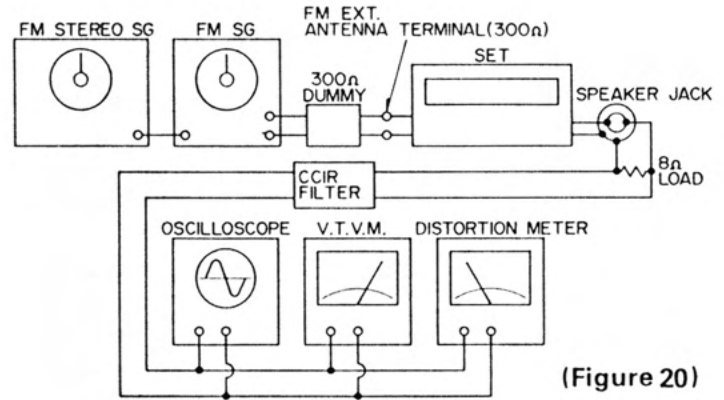 FM STEREO SG
FM SG
FM EXT.
ANTENNA TERMINAL(300Ω)
300Ω
DUMMY
SET
SPEAKER JACK
8Ω
LOAD
CCIR
FILTER
OSCILLOSCOPE
V.T.V.M.
DISTORTION METER
(Figure 20)